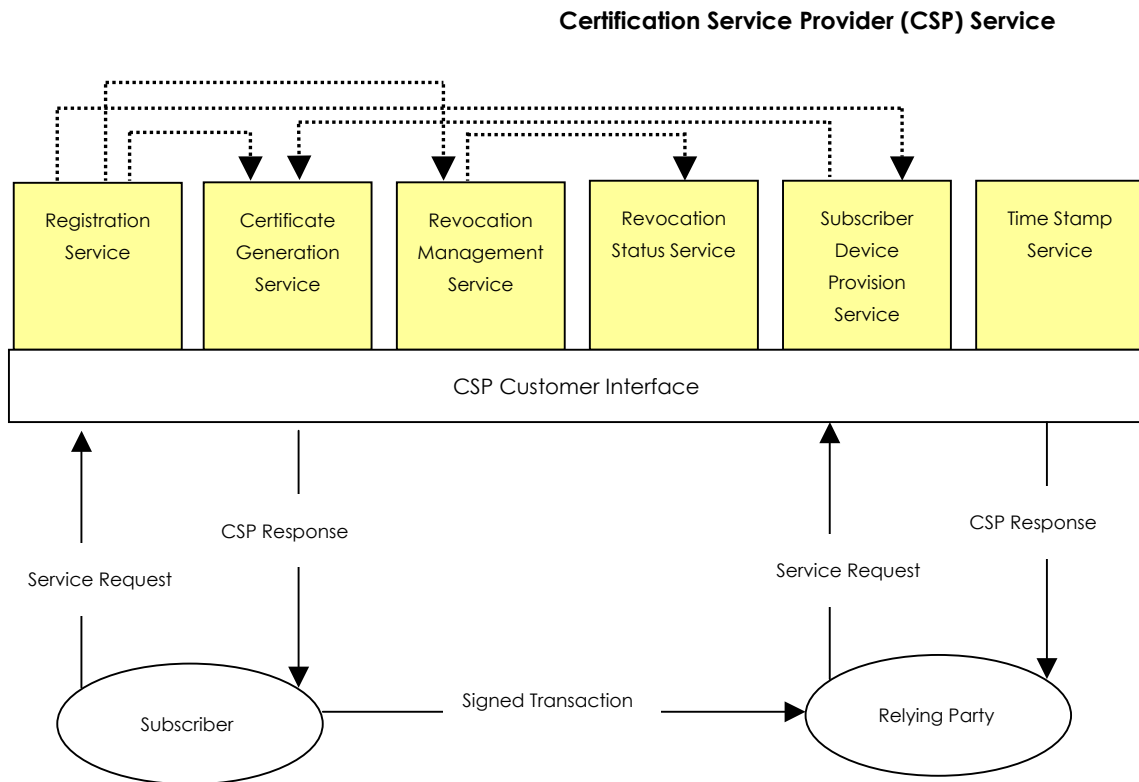 Certification Service Provider (CSP) Service
Registration
Service
Certificate
Generation
Service
Revocation
Management
Service
Revocation
Status Service
Subscriber
Device
Provision
Service
Time Stamp
Service
CSP Customer Interface
CSP Response
Service Request
CSP Response
Service Request
Signed Transaction
Subscriber
Relying Party